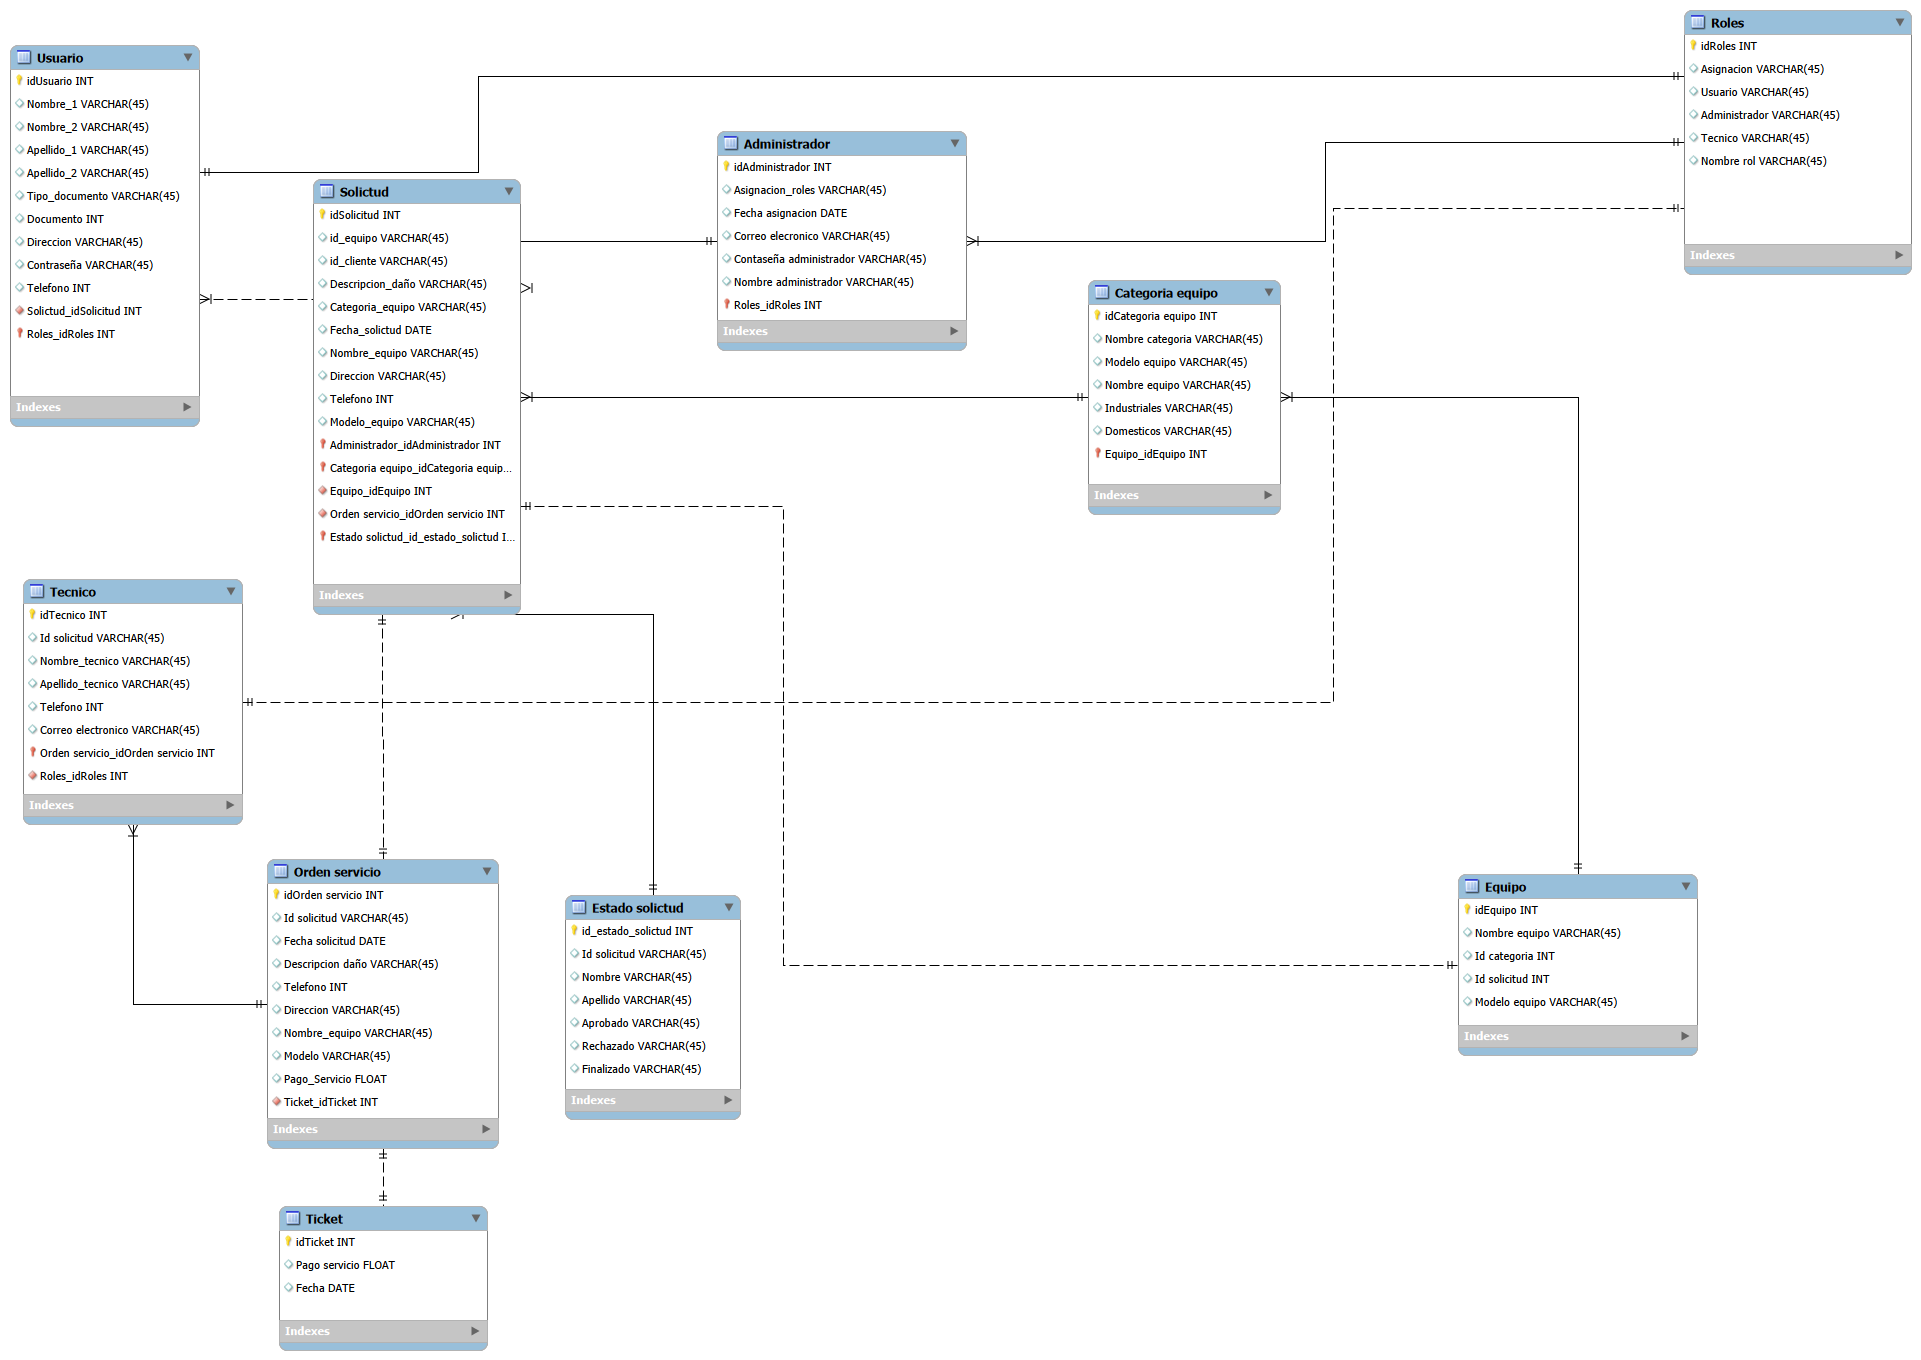 Usuario
idUsuario INT
Nombre_1 VARCHAR(45)
Nombre_2 VARCHAR(45)
Apellido_1 VARCHAR(45)
Apellido_2 VARCHAR(45)
Tipo_documento VARCHAR(45)
Documento INT
Direccion VARCHAR(45)
Contraseña VARCHAR(45)
Telefono INT
Solictud_idSolicitud INT
Roles_idRoles INT
Indexes
Solictud
idSolicitud INT
id_equipo VARCHAR(45)
id_cliente VARCHAR(45)
Descripcion_daño VARCHAR(45)
Categoria_equipo VARCHAR(45)
Fecha_solictud DATE
Nombre_equipo VARCHAR(45)
Direccion VARCHAR(45)
Telefono INT
Modelo_equipo VARCHAR(45)
Administrador_idAdministrador INT
Categoria equipo_idCategoria equip...
Equipo_idEquipo INT
Orden servicio_idOrden servicio INT
Estado solictud_id_estado_solictud I...
Indexes
Administrador
idAdministrador INT
Asignacion_roles VARCHAR(45)
Fecha asignacion DATE
Correo elecronico VARCHAR(45)
Contaseña administrador VARCHAR(45)
Nombre administrador VARCHAR(45)
Roles_idRoles INT
Indexes
Roles
idRoles INT
Asignacion VARCHAR(45)
Usuario VARCHAR(45)
Administrador VARCHAR(45)
Tecnico VARCHAR(45)
Nombre rol VARCHAR(45)
Indexes
Categoria equipo
idCategoria equipo INT
Nombre categoria VARCHAR(45)
Modelo equipo VARCHAR(45)
Nombre equipo VARCHAR(45)
Industriales VARCHAR(45)
Domesticos VARCHAR(45)
Equipo_idEquipo INT
Indexes
Tecnico
idTecnico INT
Id solicitud VARCHAR(45)
Nombre_tecnico VARCHAR(45)
Apellido_tecnico VARCHAR(45)
Telefono INT
Correo electronico VARCHAR(45)
Orden servicio_idOrden servicio INT
Roles_idRoles INT
Indexes
Orden servicio
idOrden servicio INT
Id solicitud VARCHAR(45)
Fecha solicitud DATE
Descripcion daño VARCHAR(45)
Telefono INT
Direccion VARCHAR(45)
Nombre_equipo VARCHAR(45)
Modelo VARCHAR(45)
Pago_Servicio FLOAT
Ticket_idTicket INT
Indexes
Estado solictud
id_estado_solictud INT
Id solicitud VARCHAR(45)
Nombre VARCHAR(45)
Apellido VARCHAR(45)
Aprobado VARCHAR(45)
Rechazado VARCHAR(45)
Finalizado VARCHAR(45)
Indexes
Equipo
idEquipo INT
Nombre equipo VARCHAR(45)
Id categoria INT
Id solicitud INT
Modelo equipo VARCHAR(45)
Indexes
Ticket
idTicket INT
Pago servicio FLOAT
Fecha DATE
Indexes